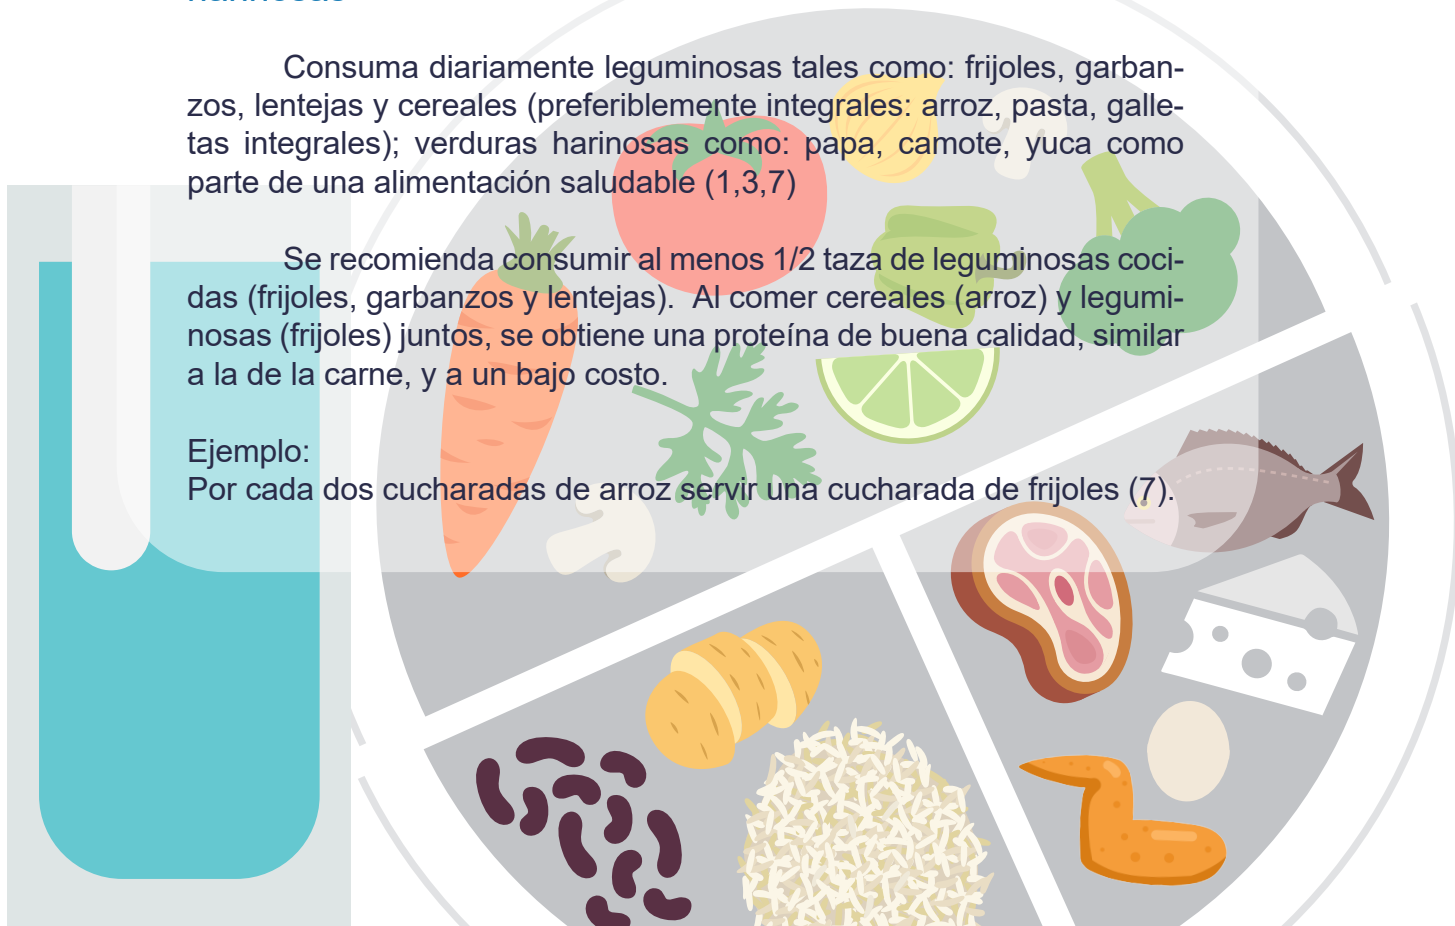 Consuma diariamente leguminosas tales como: frijoles, garban-
zos, lentejas y cereales (preferiblemente integrales: arroz, pasta, galle-
tas integrales); verduras harinosas como: papa, camote, yuca como
parte de una alimentación saludable (1,3,7)
Se recomienda consumir al menos 1/2 taza de leguminosas coci-
das (frijoles, garbanzos y lentejas).  Al comer cereales (arroz) y legumi-
nosas (frijoles) juntos, se obtiene una proteína de buena calidad, similar
a la de la carne, y a un bajo costo.
Ejemplo:
Por cada dos cucharadas de arroz servir una cucharada de frijoles (7).